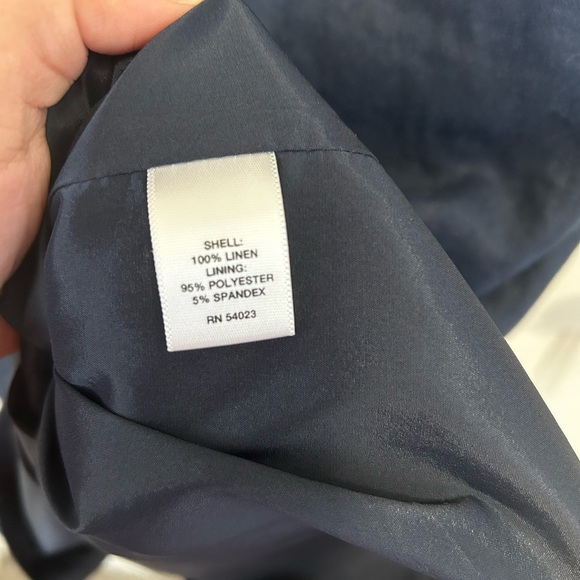 SHELL:
100% LINEN
LINING:
95% POLYESTER
5% SPANDEX
RN 54023